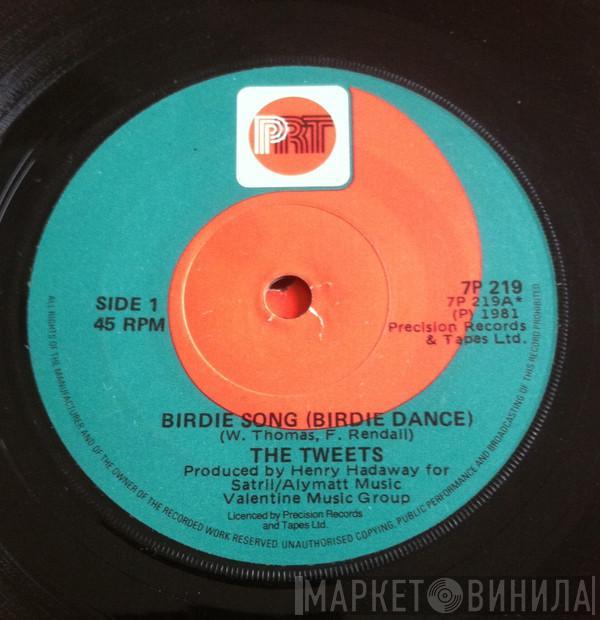 PRT
SIDE 1
45 RPM
7P 219
7P 219A*
(P) 1981
Precision Records
& Tapes Ltd.
BIRDIE SONG (BIRDIE DANCE)
(W. Thomas, F. Rendall)
THE TWEETS
Produced by Henry Hadaway for
Satril/Alymatt Music
Valentine Music Group
Licenced by Precision Records
and Tapes Ltd.
ALL RIGHTS OF THE MANUFACTURER AND OF THE OWNER OF THE RECORDED WORK RESERVED. UNAUTHORISED COPYING, PUBLIC PERFORMANCE AND BROADCASTING OF THIS RECORD PROHIBITED
МАРКЕТ ВИНИЛА